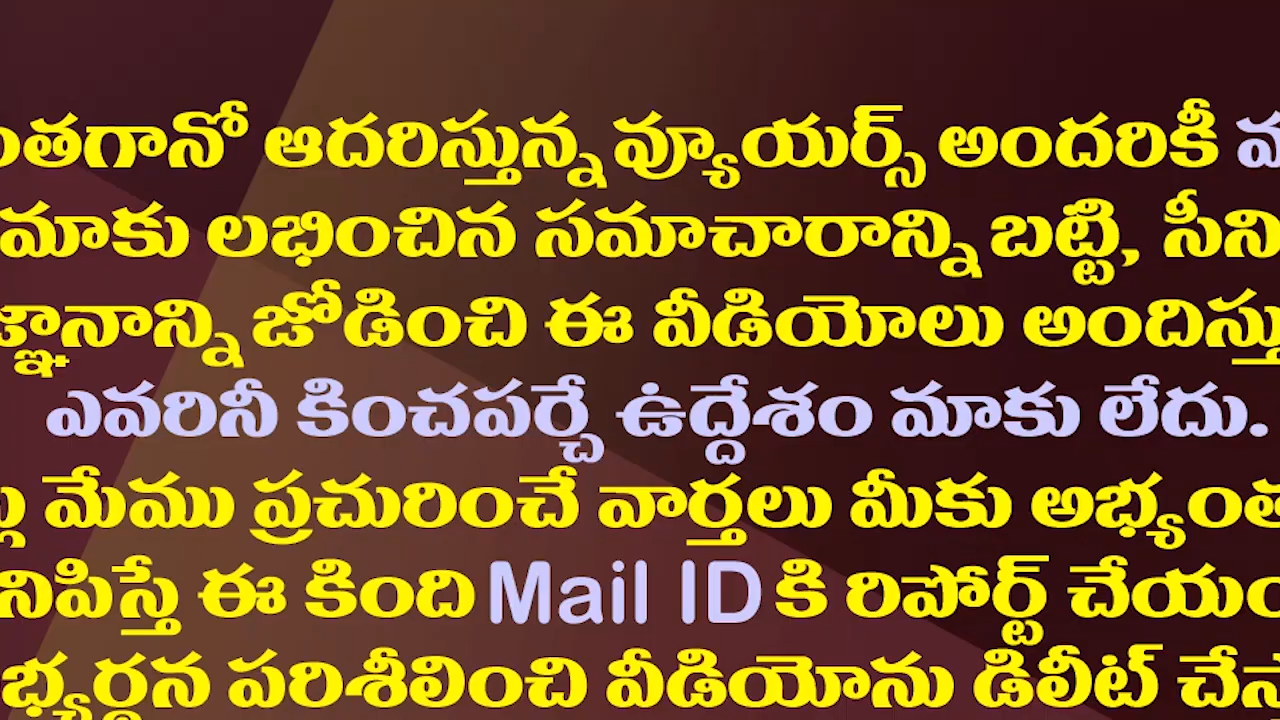 ంతగానో ఆదరిస్తున్న వ్యూయర్స్ అందరికీ
మాకు లభించిన సమాచారాన్ని బట్టి, సీని
జ్ఞానాన్ని జోడించి ఈ వీడియోలు అందిస్తు
ఎవరినీ కించపర్చే ఉద్దేశం మాకు లేదు.
మేము ప్రచురించే వార్తలు మీకు అభ్యంత
నిపిస్తే ఈ కింది Mail ID కి రిపోర్ట్ చేయం
భ్యర్థన పరిశీలించి వీడియోను డిలీట్ చేస